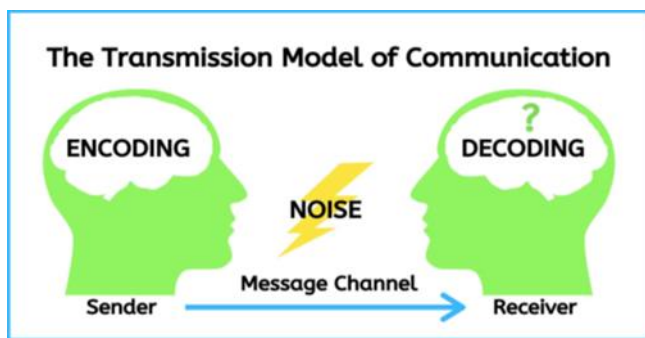 The Transmission Model of Communication
ENCODING
?
DECODING
NOISE
Message Channel
Sender
Receiver